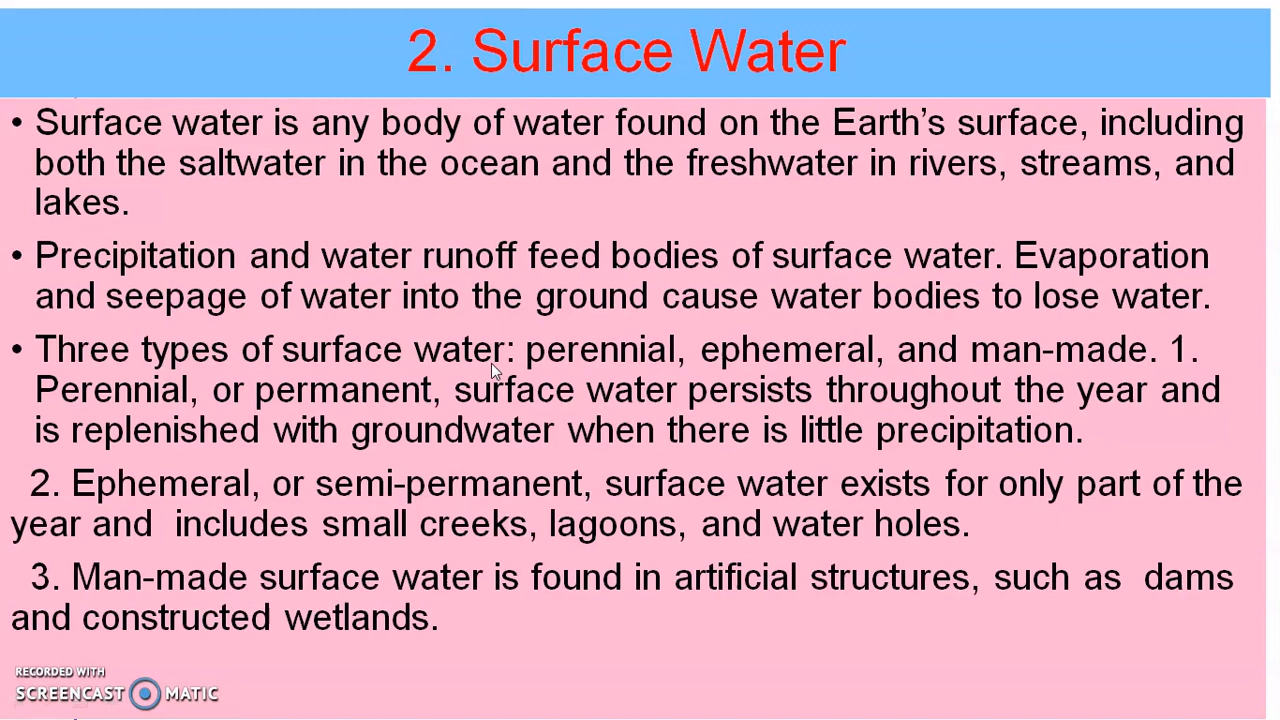 2. Surface Water
• Surface water is any body of water found on the Earth’s surface, including
both the saltwater in the ocean and the freshwater in rivers, streams, and
lakes.
• Precipitation and water runoff feed bodies of surface water. Evaporation
and seepage of water into the ground cause water bodies to lose water.
• Three types of surface water: perennial, ephemeral, and man-made. 1.
Perennial, or permanent, surface water persists throughout the year and
is replenished with groundwater when there is little precipitation.
2. Ephemeral, or semi-permanent, surface water exists for only part of the
year and includes small creeks, lagoons, and water holes.
3. Man-made surface water is found in artificial structures, such as dams
and constructed wetlands.
RECORDED WITH
SCREENCAST MATIC